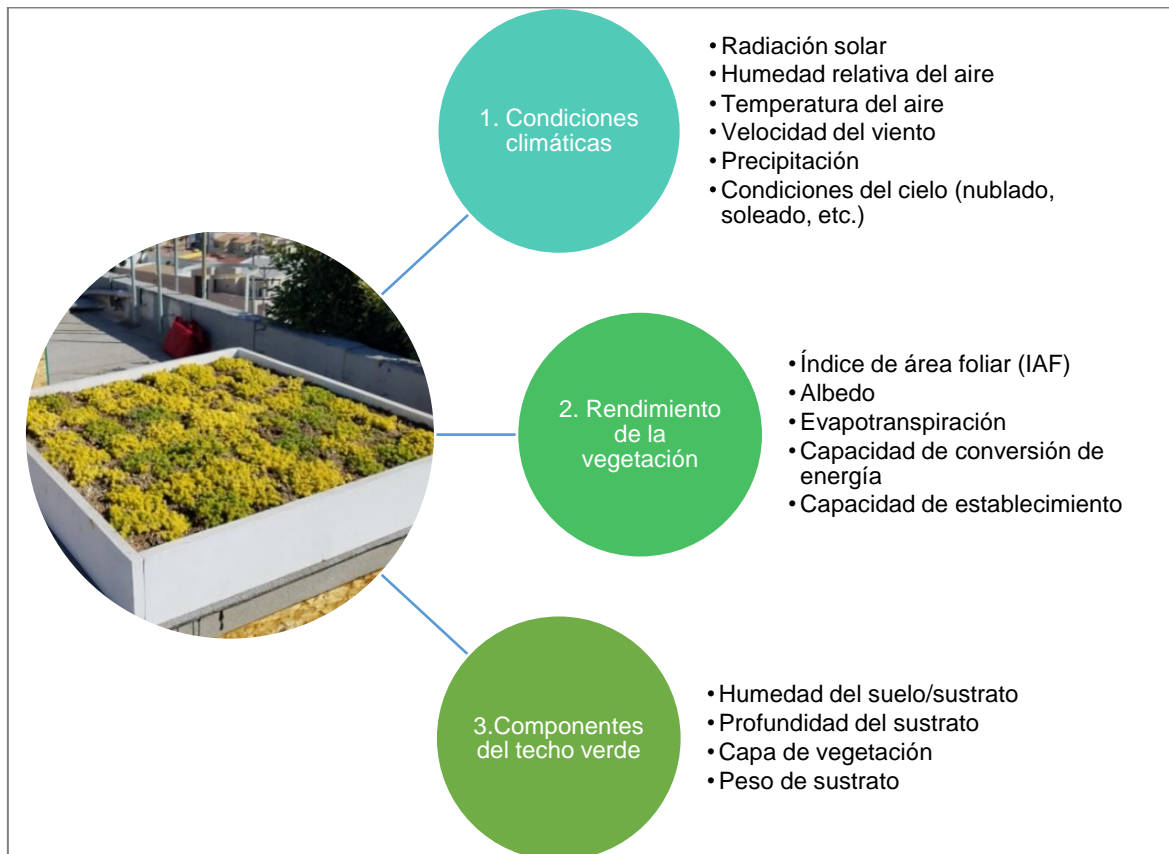 1. Condiciones
climáticas
• Radiación solar
• Humedad relativa del aire
• Temperatura del aire
• Velocidad del viento
• Precipitación
• Condiciones del cielo (nublado,
soleado, etc.)
2. Rendimiento
de la
vegetación
• Índice de área foliar (IAF)
• Albedo
• Evapotranspiración
• Capacidad de conversión de
energía
• Capacidad de establecimiento
3.Componentes
del techo verde
• Humedad del suelo/sustrato
• Profundidad del sustrato
• Capa de vegetación
• Peso de sustrato